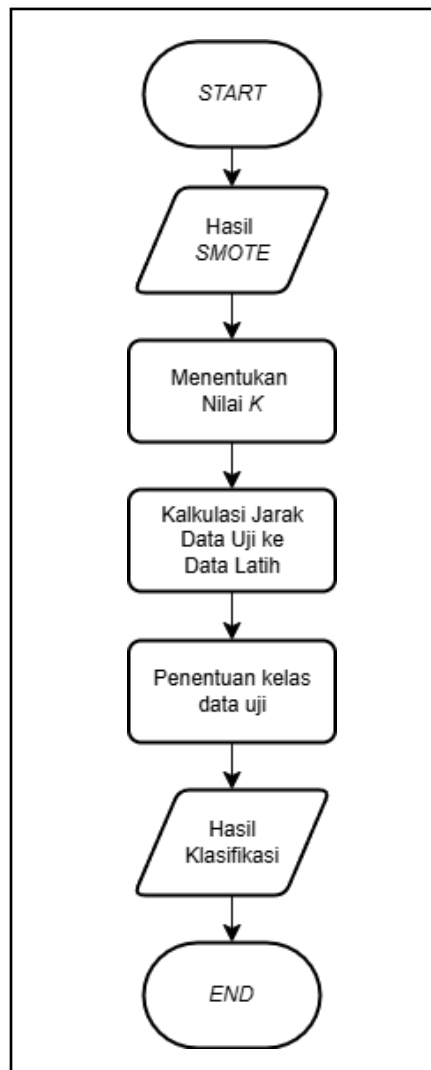 START
Hasil
SMOTE
Menentukan
Nilai K
Kalkulasi Jarak
Data Uji ke
Data Latih
Penentuan kelas
data uji
Hasil
Klasifikasi
END